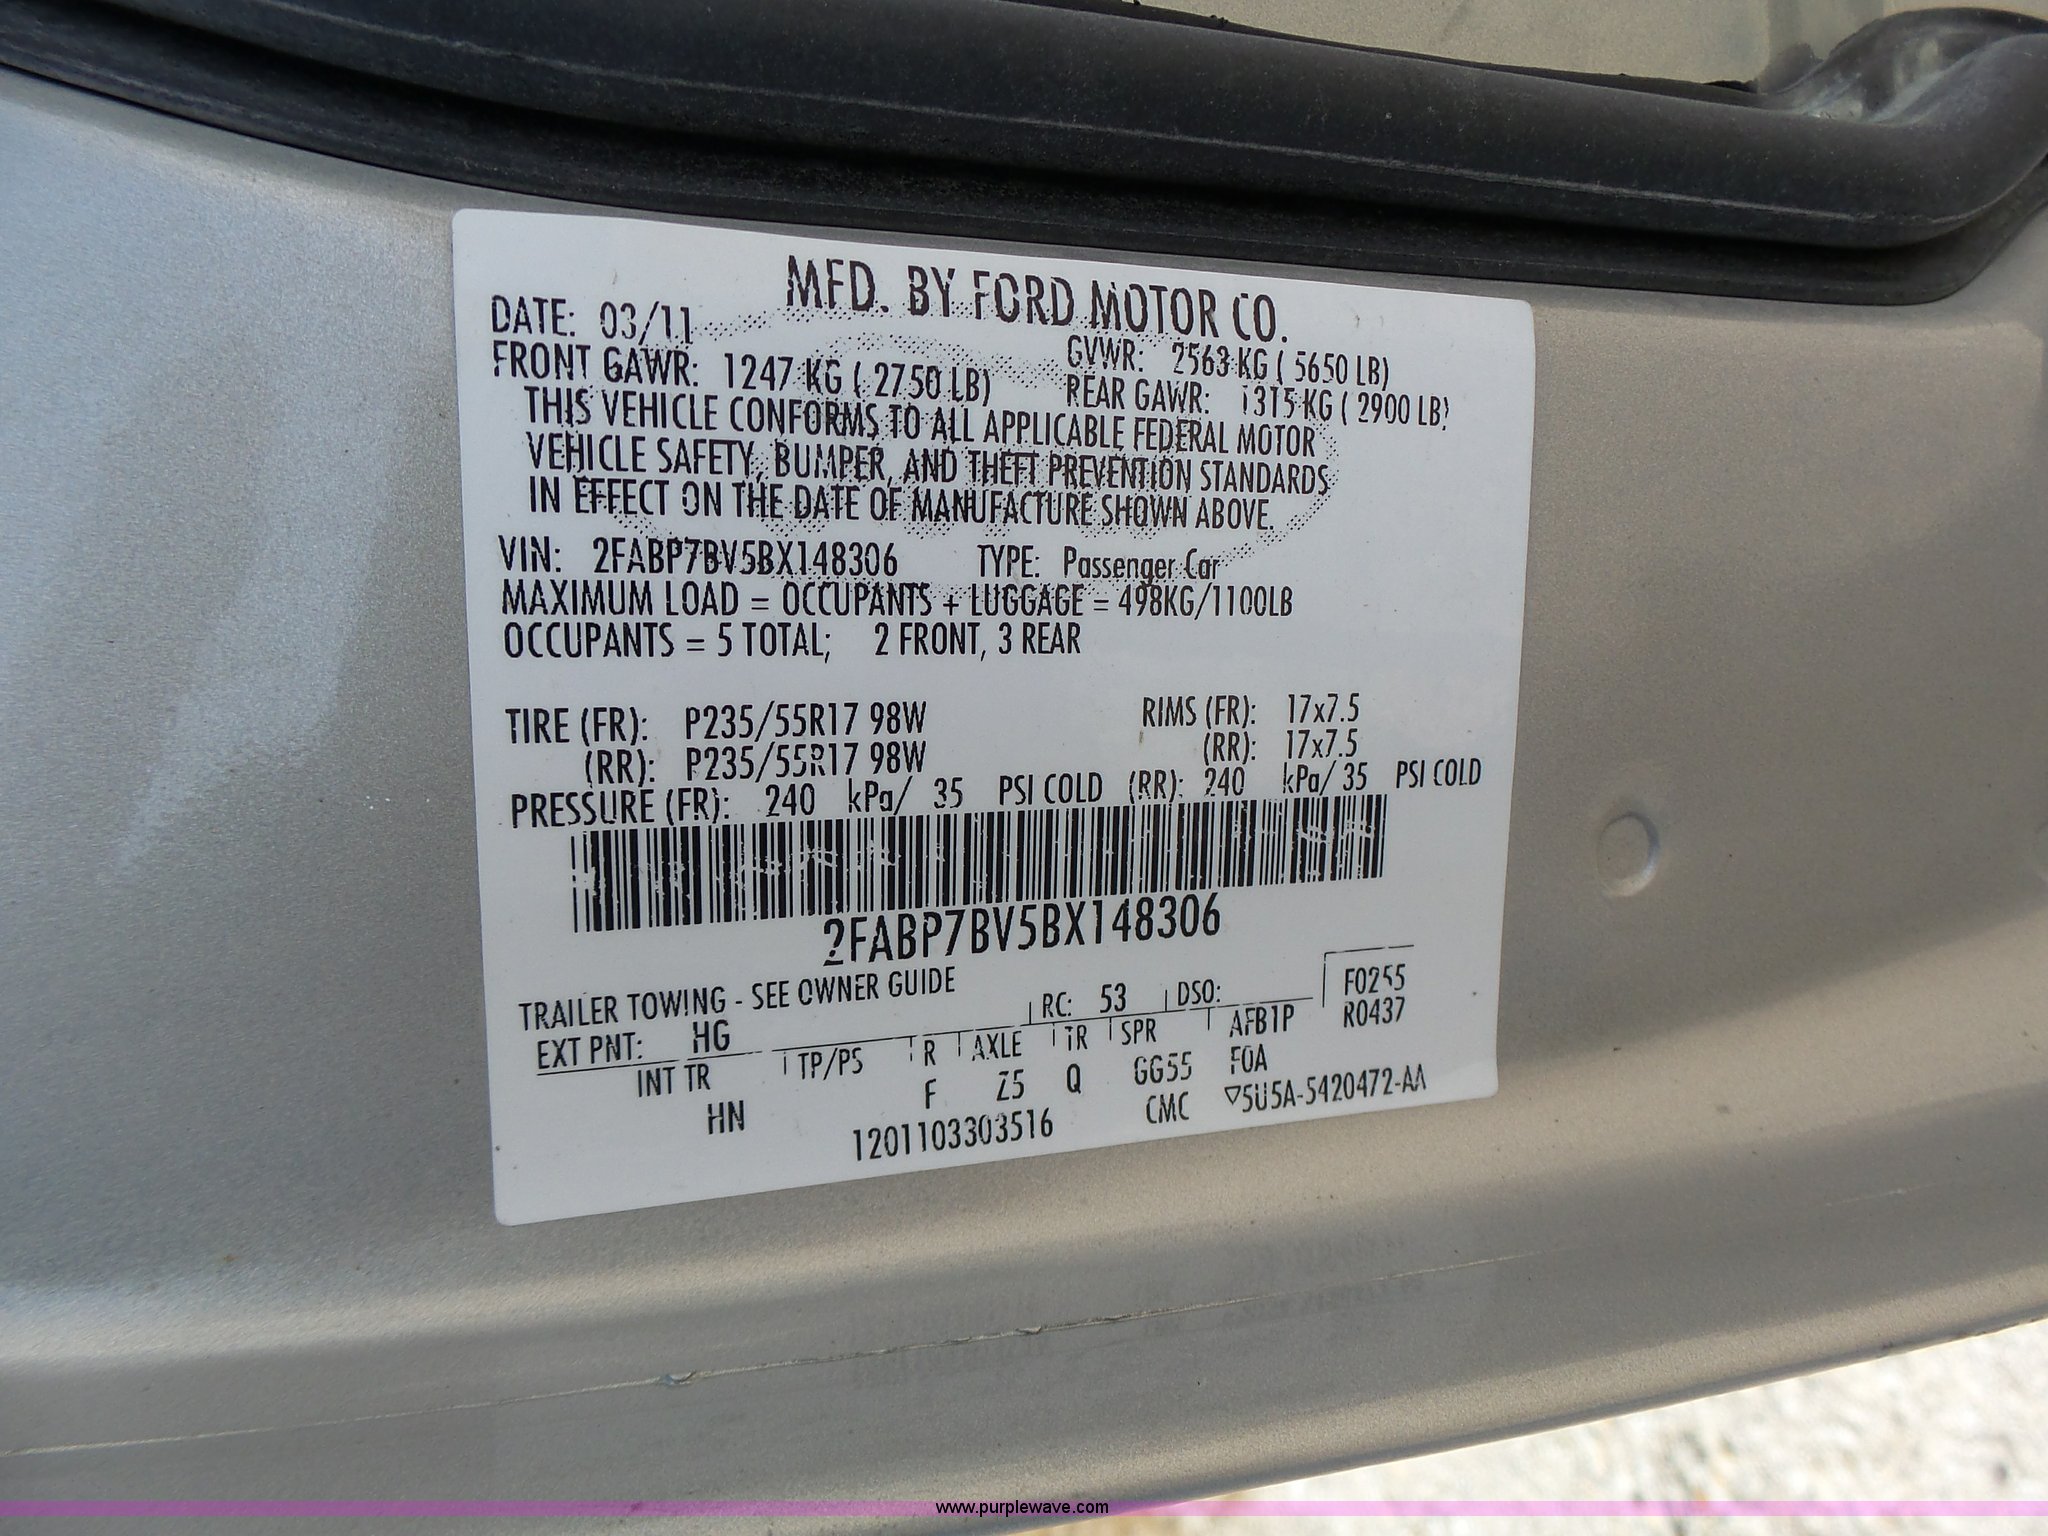 MFD. BY FORD MOTOR CO.
DATE: 03/11
GVWR: 2563 KG ( 5650 LB)
FRONT GAWR: 1247 KG ( 2750 LB)
REAR GAWR: 1315 KG ( 2900 LB)
THIS VEHICLE CONFORMS TO ALL APPLICABLE FEDERAL MOTOR
VEHICLE SAFETY, BUMPER, AND THEFT PREVENTION STANDARDS
IN EFFECT ON THE DATE OF MANUFACTURE SHOWN ABOVE.
VIN: 2FABP7BV5BX148306 TYPE: Passenger Car
MAXIMUM LOAD = OCCUPANTS + LUGGAGE = 498KG/1100LB
OCCUPANTS = 5 TOTAL; 2 FRONT, 3 REAR
TIRE (FR): P235/55R17 98W RIMS (FR): 17x7.5
(RR): P235/55R17 98W (RR): 17x7.5
PRESSURE (FR): 240 kPa/ 35 PSI COLD (RR): 240 kPa/ 35 PSI COLD
2FABP7BV5BX148306
TRAILER TOWING - SEE OWNER GUIDE
RC: 53 DSO: F0255
EXT PNT: HG R0437
INT TR TP/PS R AXLE TR SPR AFB1P
HN F Z5 Q GG55 F0A
1201103303516 CMC ▽5U5A-5420472-AA
www.purplewave.com